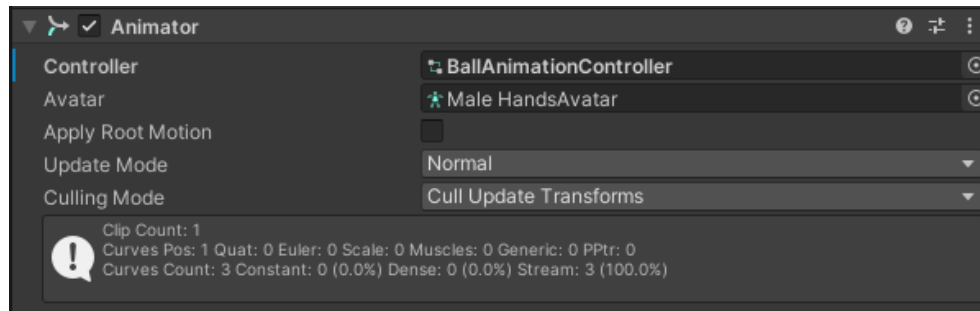 Animator
Controller BallAnimationController
Avatar Male HandsAvatar
Apply Root Motion
Update Mode Normal
Culling Mode Cull Update Transforms
Clip Count: 1
Curves Pos: 1 Quat: 0 Euler: 0 Scale: 0 Muscles: 0 Generic: 0 PPtr: 0
Curves Count: 3 Constant: 0 (0.0%) Dense: 0 (0.0%) Stream: 3 (100.0%)